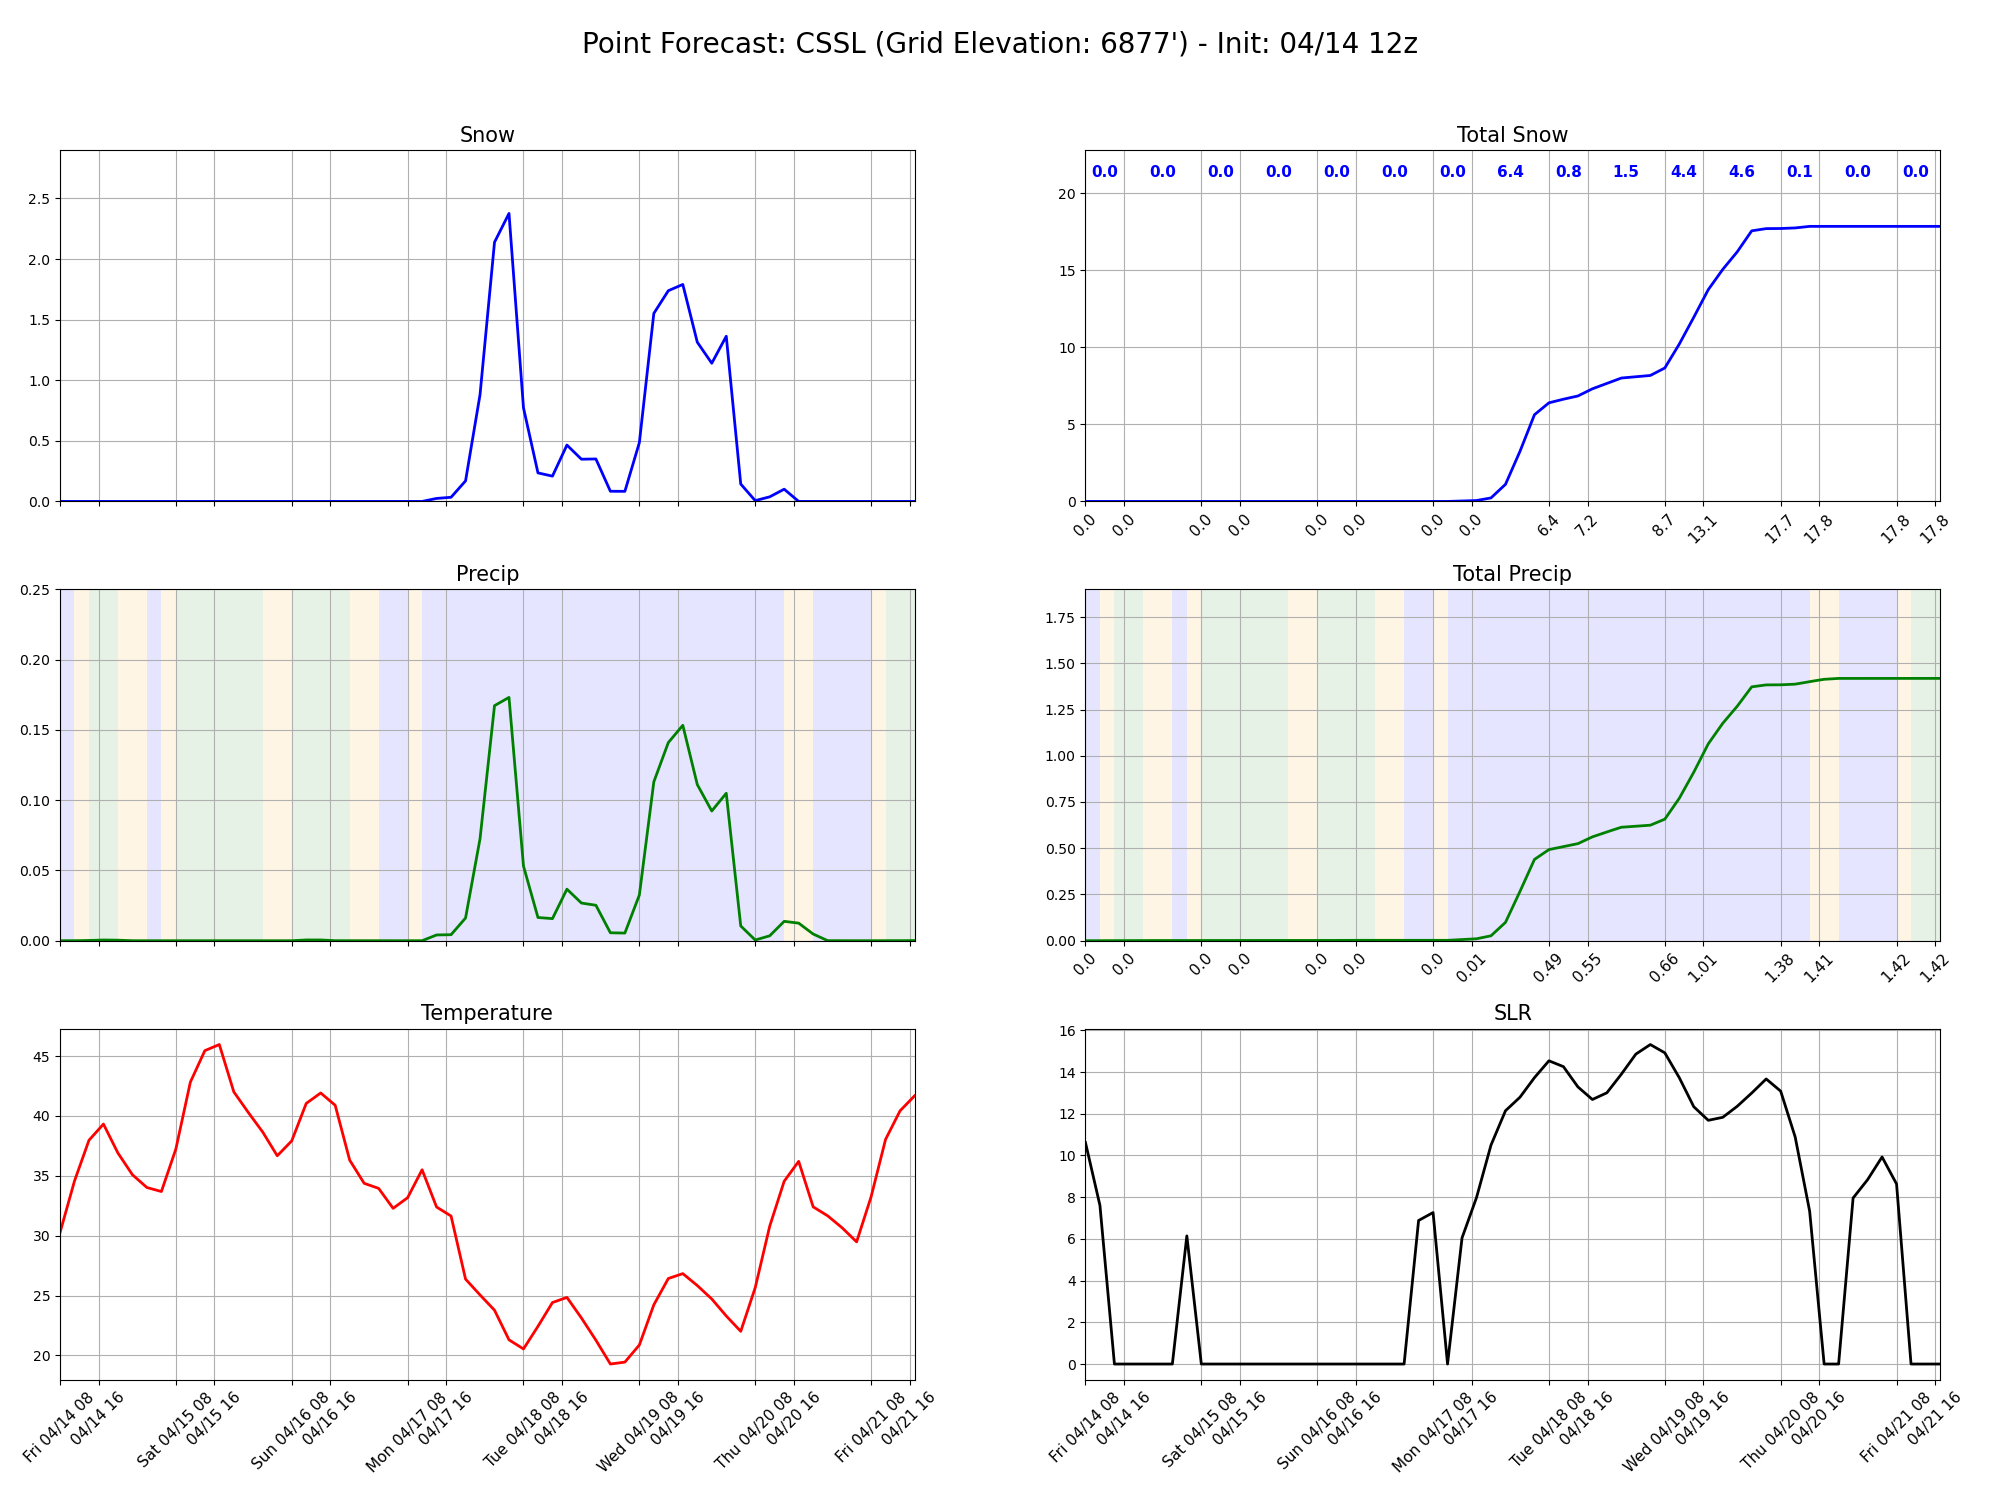 Point Forecast: CSSL (Grid Elevation: 6877') - Init: 04/14 12z
Snow
2.5
2.0
1.5
1.0
0.5
0.0
Total Snow
0.0 0.0 0.0 0.0 0.0 0.0 0.0 6.4 0.8 1.5 4.4 4.6 0.1 0.0 0.0
20
15
10
5
0
0.0 0.0 0.0 0.0 0.0 0.0 0.0 0.0 6.4 7.2 8.7 13.1 17.7 17.8 17.8 17.8
Precip
0.25
0.20
0.15
0.10
0.05
0.00
Total Precip
1.75
1.50
1.25
1.00
0.75
0.50
0.25
0.00
0.0 0.0 0.0 0.0 0.0 0.0 0.0 0.01 0.49 0.55 0.66 1.01 1.38 1.41 1.42 1.42
Temperature
45
40
35
30
25
20
Fri 04/14 08
04/14 16
Sat 04/15 08
04/15 16
Sun 04/16 08
04/16 16
Mon 04/17 08
04/17 16
Tue 04/18 08
04/18 16
Wed 04/19 08
04/19 16
Thu 04/20 08
04/20 16
Fri 04/21 08
04/21 16
SLR
16
14
12
10
8
6
4
2
0
Fri 04/14 08
04/14 16
Sat 04/15 08
04/15 16
Sun 04/16 08
04/16 16
Mon 04/17 08
04/17 16
Tue 04/18 08
04/18 16
Wed 04/19 08
04/19 16
Thu 04/20 08
04/20 16
Fri 04/21 08
04/21 16